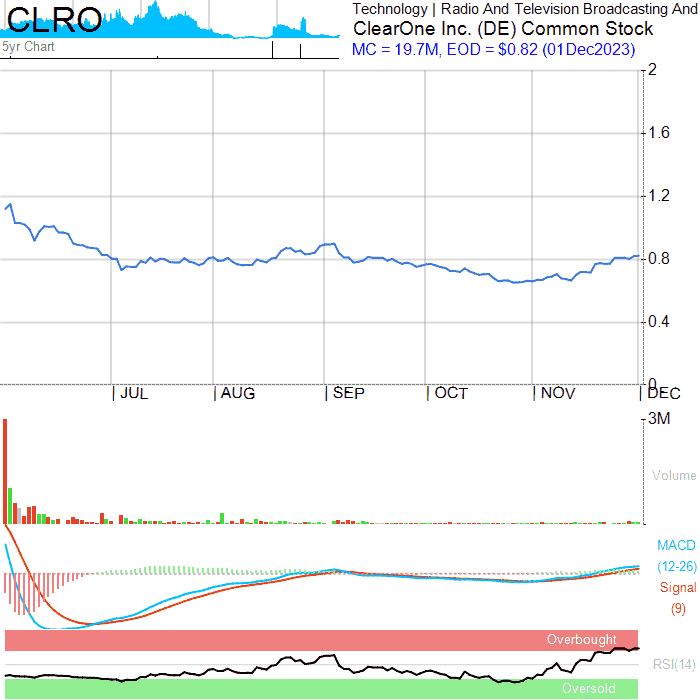 CLRO
5yr Chart
Technology | Radio And Television Broadcasting And
ClearOne Inc. (DE) Common Stock
MC = 19.7M, EOD = $0.82 (01Dec2023)
2
1.6
1.2
0.8
0.4
0
JUL AUG SEP OCT NOV DEC
3M
Volume
MACD
(12-26)
Signal
(9)
Overbought
RSI(14)
Oversold